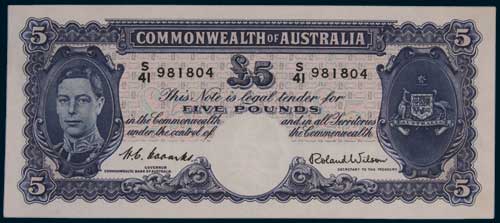 5 COMMONWEALTH OF AUSTRALIA 5
S/41 981804 £5 S/41 981804
This Note is Legal tender for
FIVE POUNDS
in the Commonwealth and in all Territories
under the control of the Commonwealth.
H.C. Coombs Roland Wilson
GOVERNOR SECRETARY TO THE TREASURY
COMMONWEALTH BANK OF AUSTRALIA
AUSTRALIA
5 5